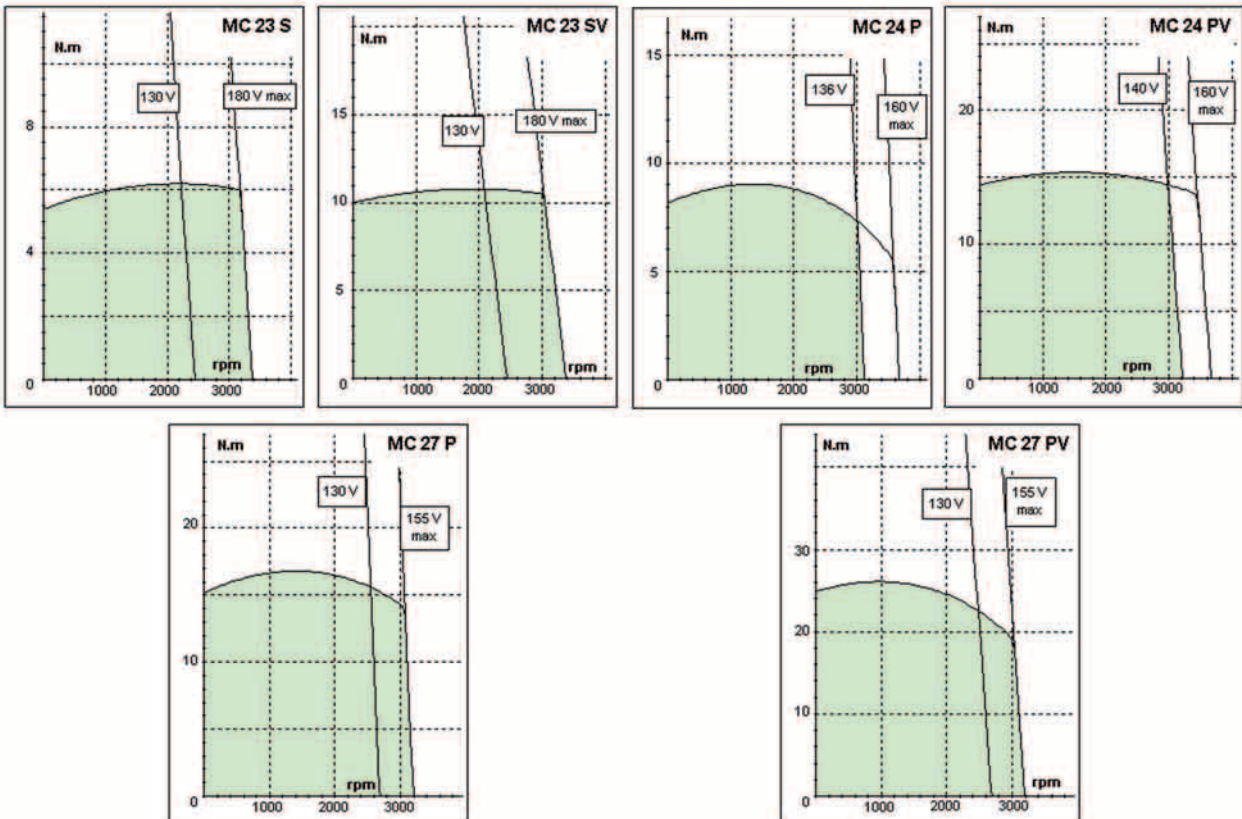 MC 23 S
N.m
130 V
180 V max
8
4
0
rpm
1000
2000
3000
MC 23 SV
N.m
15
130 V
180 V max
10
5
0
rpm
1000
2000
3000
MC 24 P
N.m
15
136 V
160 V
max
10
5
0
rpm
1000
2000
3000
MC 24 PV
N.m
20
140 V
160 V
max
10
0
rpm
1000
2000
3000
MC 27 P
N.m
130 V
155 V
max
20
10
0
rpm
1000
2000
3000
MC 27 PV
N.m
130 V
155 V
max
30
20
10
0
rpm
1000
2000
3000